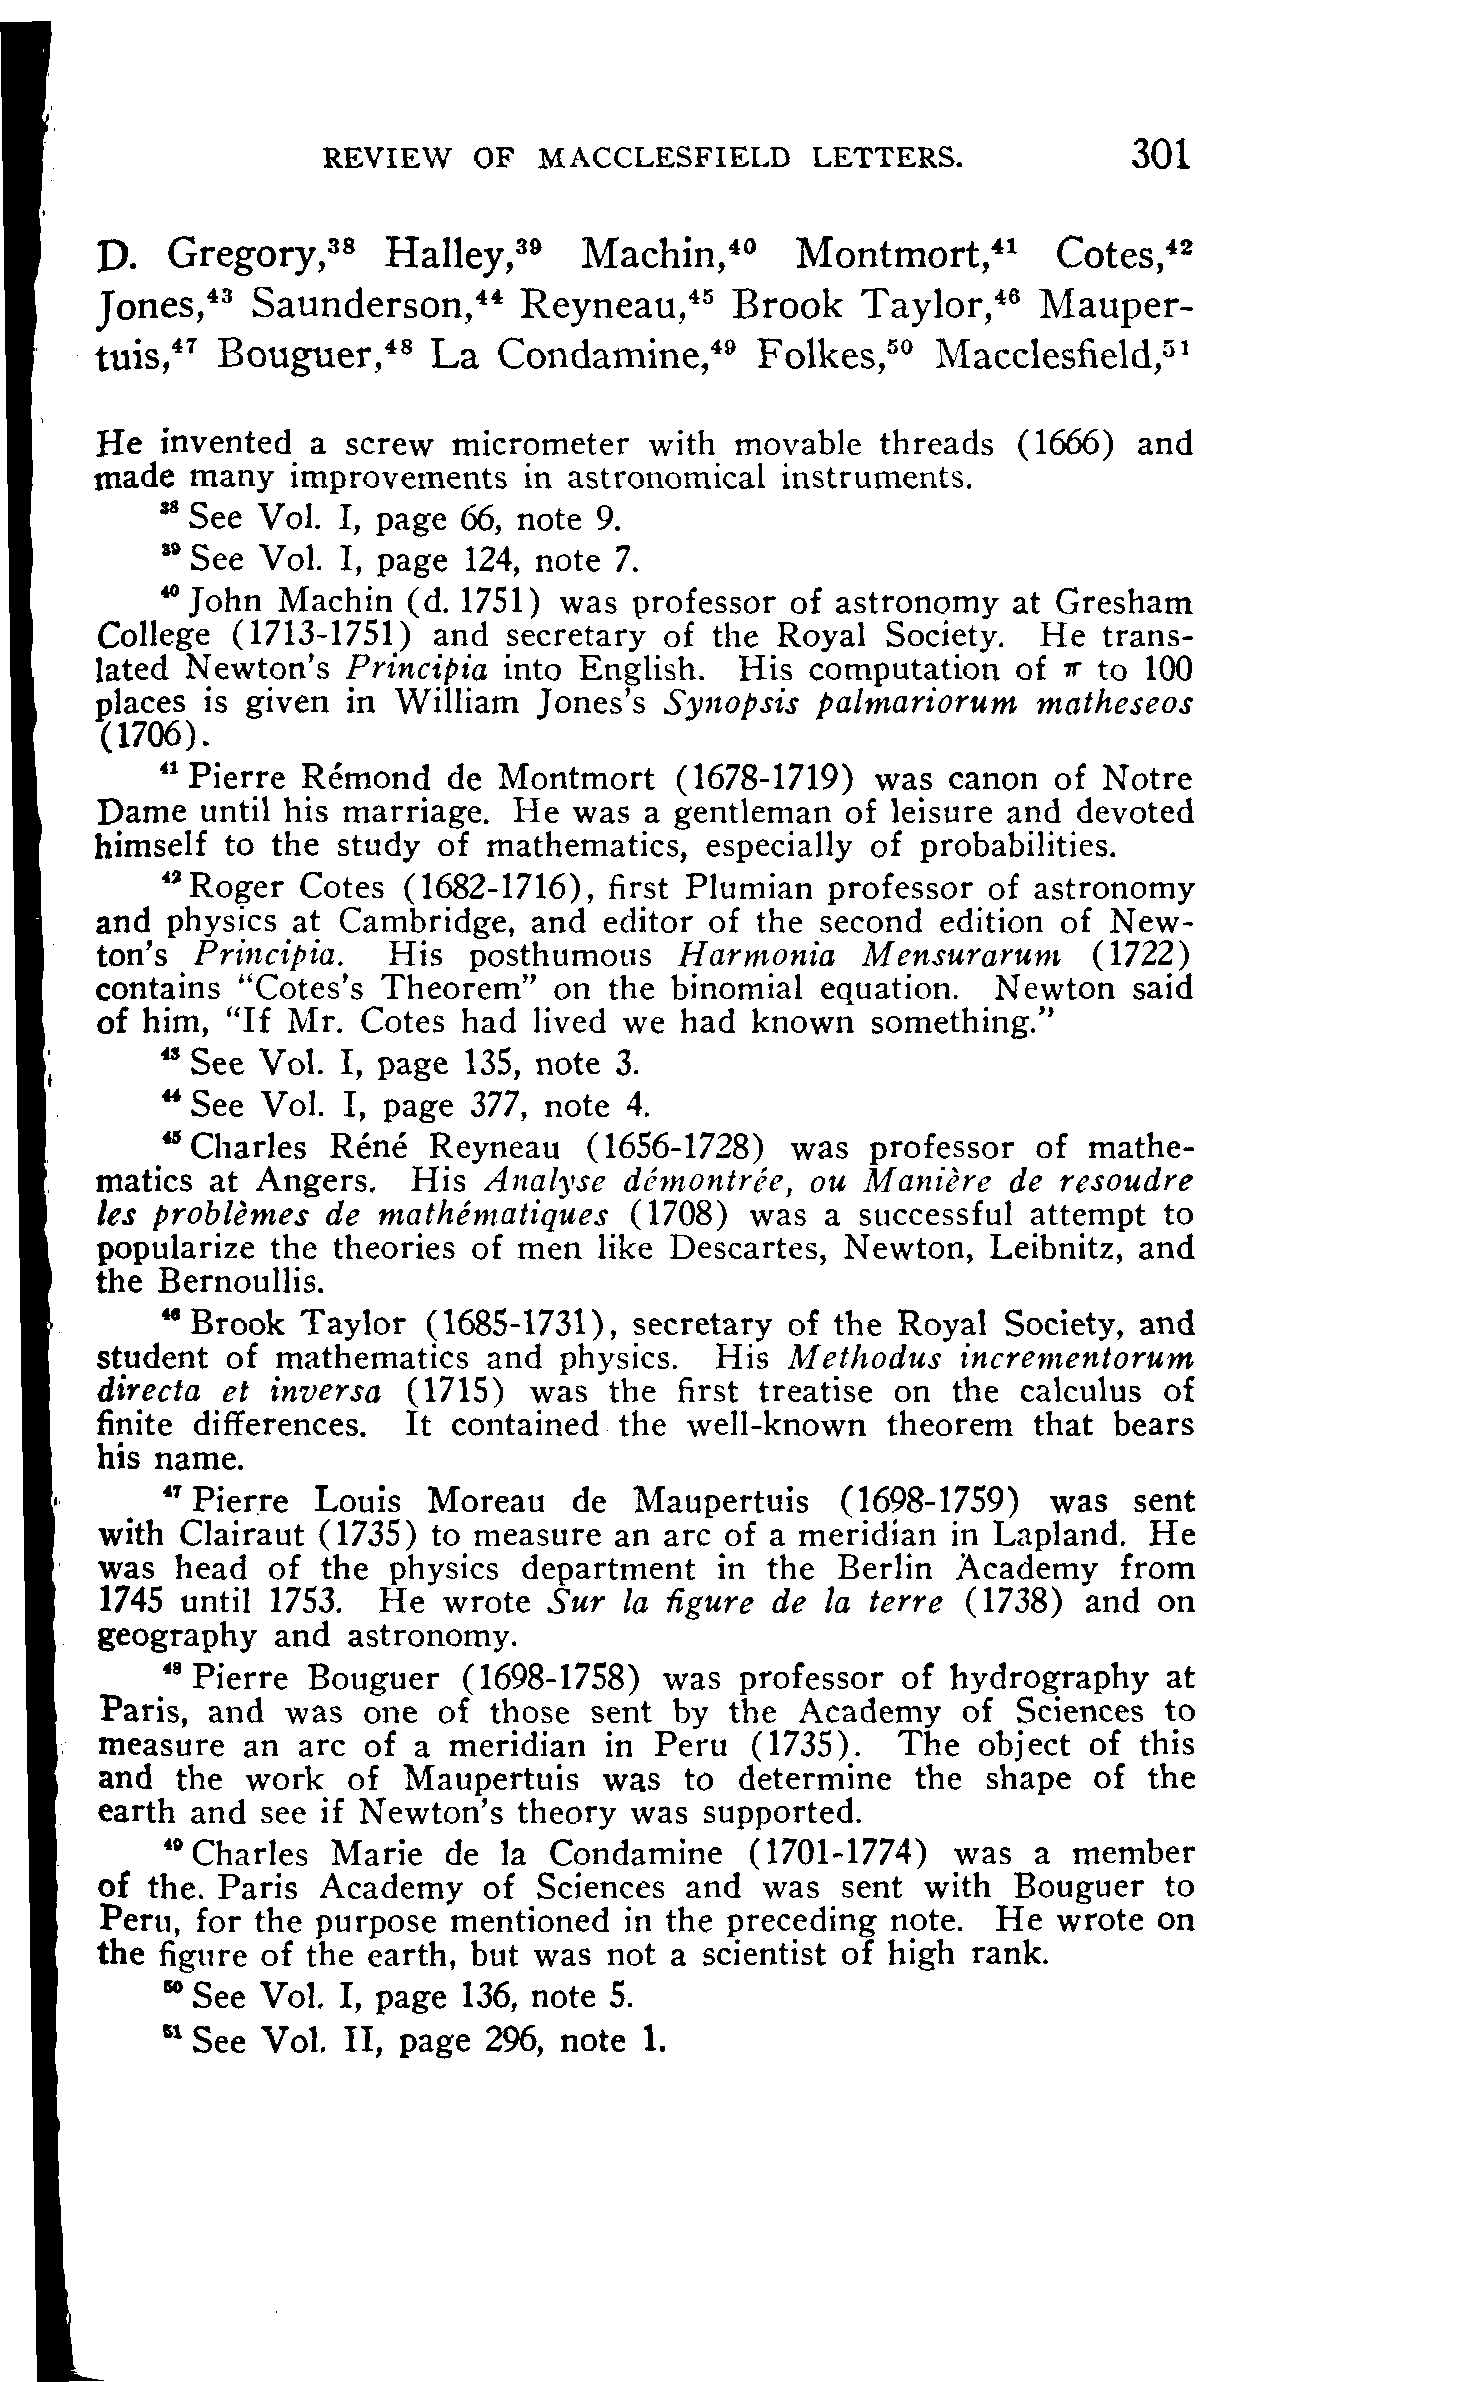 REVIEW OF MACCLESFIELD LETTERS. 301
D. Gregory,³⁸ Halley,³⁹ Machin,⁴⁰ Montmort,⁴¹ Cotes,⁴²
Jones,⁴³ Saunderson,⁴⁴ Reyneau,⁴⁵ Brook Taylor,⁴⁶ Mauper-
tuis,⁴⁷ Bouguer,⁴⁸ La Condamine,⁴⁹ Folkes,⁵⁰ Macclesfield,⁵¹
He invented a screw micrometer with movable threads (1666) and
made many improvements in astronomical instruments.
³⁸ See Vol. I, page 66, note 9.
³⁹ See Vol. I, page 124, note 7.
⁴⁰ John Machin (d. 1751) was professor of astronomy at Gresham
College (1713-1751) and secretary of the Royal Society. He trans-
lated Newton's Principia into English. His computation of π to 100
places is given in William Jones's Synopsis palmariorum matheseos
(1706).
⁴¹ Pierre Rémond de Montmort (1678-1719) was canon of Notre
Dame until his marriage. He was a gentleman of leisure and devoted
himself to the study of mathematics, especially of probabilities.
⁴² Roger Cotes (1682-1716), first Plumian professor of astronomy
and physics at Cambridge, and editor of the second edition of New-
ton's Principia. His posthumous Harmonia Mensurarum (1722)
contains "Cotes's Theorem" on the binomial equation. Newton said
of him, "If Mr. Cotes had lived we had known something."
⁴³ See Vol. I, page 135, note 3.
⁴⁴ See Vol. I, page 377, note 4.
⁴⁵ Charles Réné Reyneau (1656-1728) was professor of mathe-
matics at Angers. His Analyse démontrée, ou Manière de resoudre
les problèmes de mathématiques (1708) was a successful attempt to
popularize the theories of men like Descartes, Newton, Leibnitz, and
the Bernoullis.
⁴⁶ Brook Taylor (1685-1731), secretary of the Royal Society, and
student of mathematics and physics. His Methodus incrementorum
directa et inversa (1715) was the first treatise on the calculus of
finite differences. It contained the well-known theorem that bears
his name.
⁴⁷ Pierre Louis Moreau de Maupertuis (1698-1759) was sent
with Clairaut (1735) to measure an arc of a meridian in Lapland. He
was head of the physics department in the Berlin Academy from
1745 until 1753. He wrote Sur la figure de la terre (1738) and on
geography and astronomy.
⁴⁸ Pierre Bouguer (1698-1758) was professor of hydrography at
Paris, and was one of those sent by the Academy of Sciences to
measure an arc of a meridian in Peru (1735). The object of this
and the work of Maupertuis was to determine the shape of the
earth and see if Newton's theory was supported.
⁴⁹ Charles Marie de la Condamine (1701-1774) was a member
of the. Paris Academy of Sciences and was sent with Bouguer to
Peru, for the purpose mentioned in the preceding note. He wrote on
the figure of the earth, but was not a scientist of high rank.
⁵⁰ See Vol. I, page 136, note 5.
⁵¹ See Vol. II, page 296, note 1.